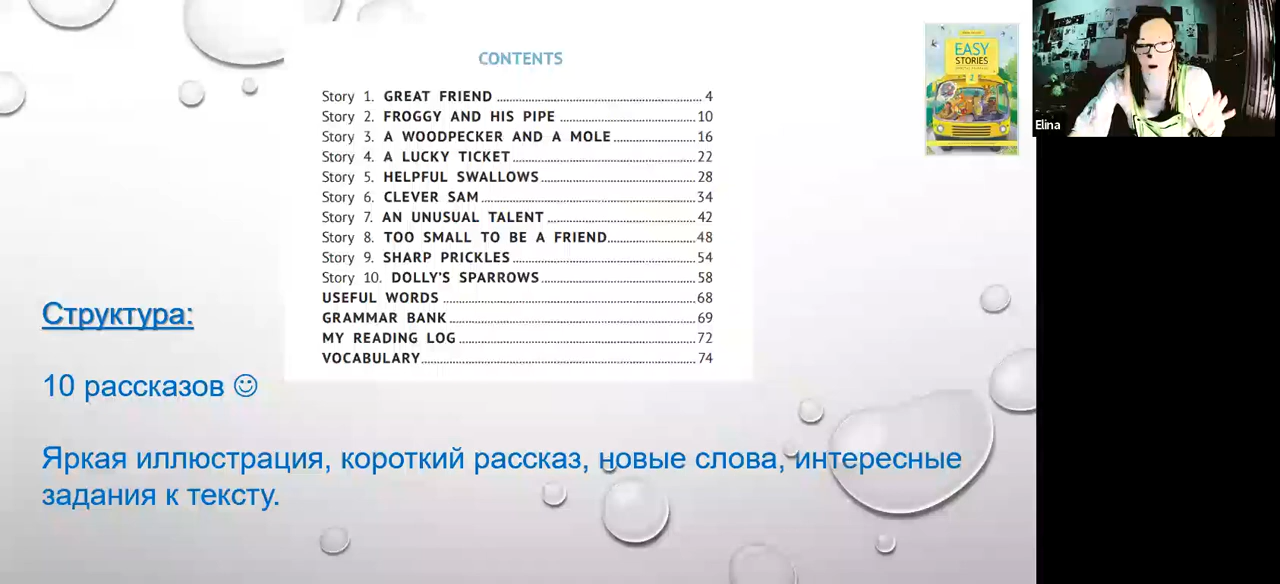 CONTENTS
Story 1. GREAT FRIEND ........ 4
Story 2. FROGGY AND HIS PIPE ........ 10
Story 3. A WOODPECKER AND A MOLE ........ 16
Story 4. A LUCKY TICKET ........ 22
Story 5. HELPFUL SWALLOWS ........ 28
Story 6. CLEVER SAM ........ 34
Story 7. AN UNUSUAL TALENT ........ 42
Story 8. TOO SMALL TO BE A FRIEND ........ 48
Story 9. SHARP PRICKLES ........ 54
Story 10. DOLLY'S SPARROWS ........ 58
USEFUL WORDS ........ 68
GRAMMAR BANK ........ 69
MY READING LOG ........ 72
VOCABULARY ........ 74
EASY
STORIES
2
Elina
Структура:
10 рассказов ☺
Яркая иллюстрация, короткий рассказ, новые слова, интересные
задания к тексту.